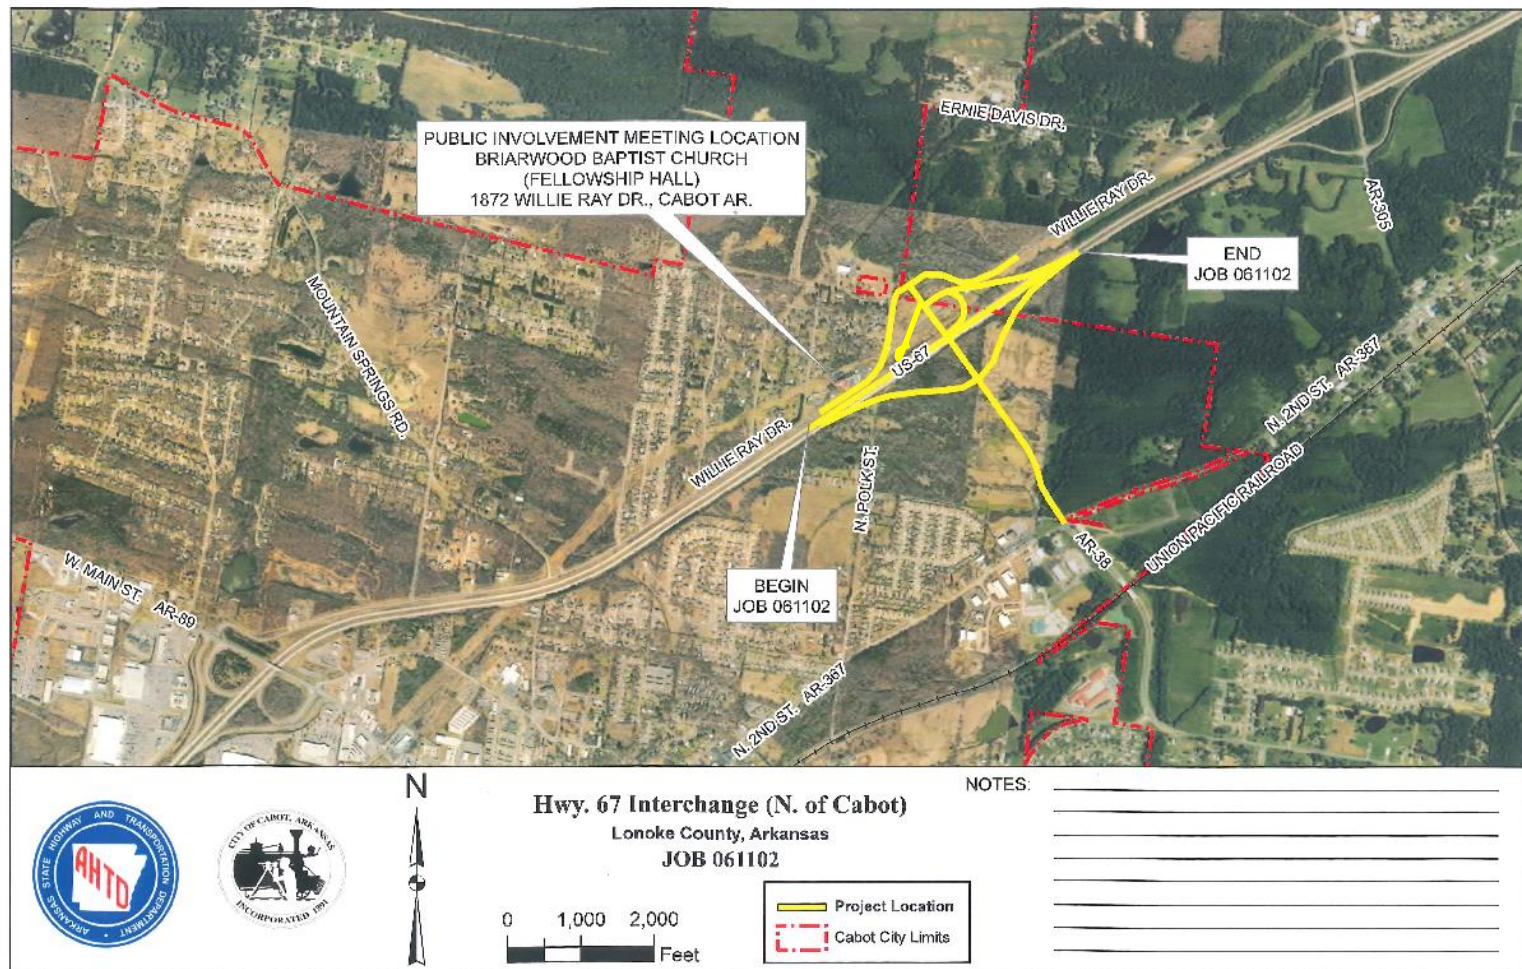 ERNIE DAVIS DR.
PUBLIC INVOLVEMENT MEETING LOCATION
BRIARWOOD BAPTIST CHURCH
(FELLOWSHIP HALL)
1872 WILLIE RAY DR., CABOT AR.
WILLIE RAY DR.
AR-305
END
JOB 061102
MOUNTAIN SPRINGS RD.
US-67
N. 2ND ST. AR-367
WILLIE RAY DR.
N. POLK ST.
UNION PACIFIC RAILROAD
AR-38
W. MAIN ST. AR-89
BEGIN
JOB 061102
N. 2ND ST. AR-367
ARKANSAS STATE HIGHWAY AND TRANSPORTATION DEPARTMENT
AHTD
CITY OF CABOT, ARKANSAS
INCORPORATED 1891
N
Hwy. 67 Interchange (N. of Cabot)
Lonoke County, Arkansas
JOB 061102
0 1,000 2,000
Feet
Project Location
Cabot City Limits
NOTES: